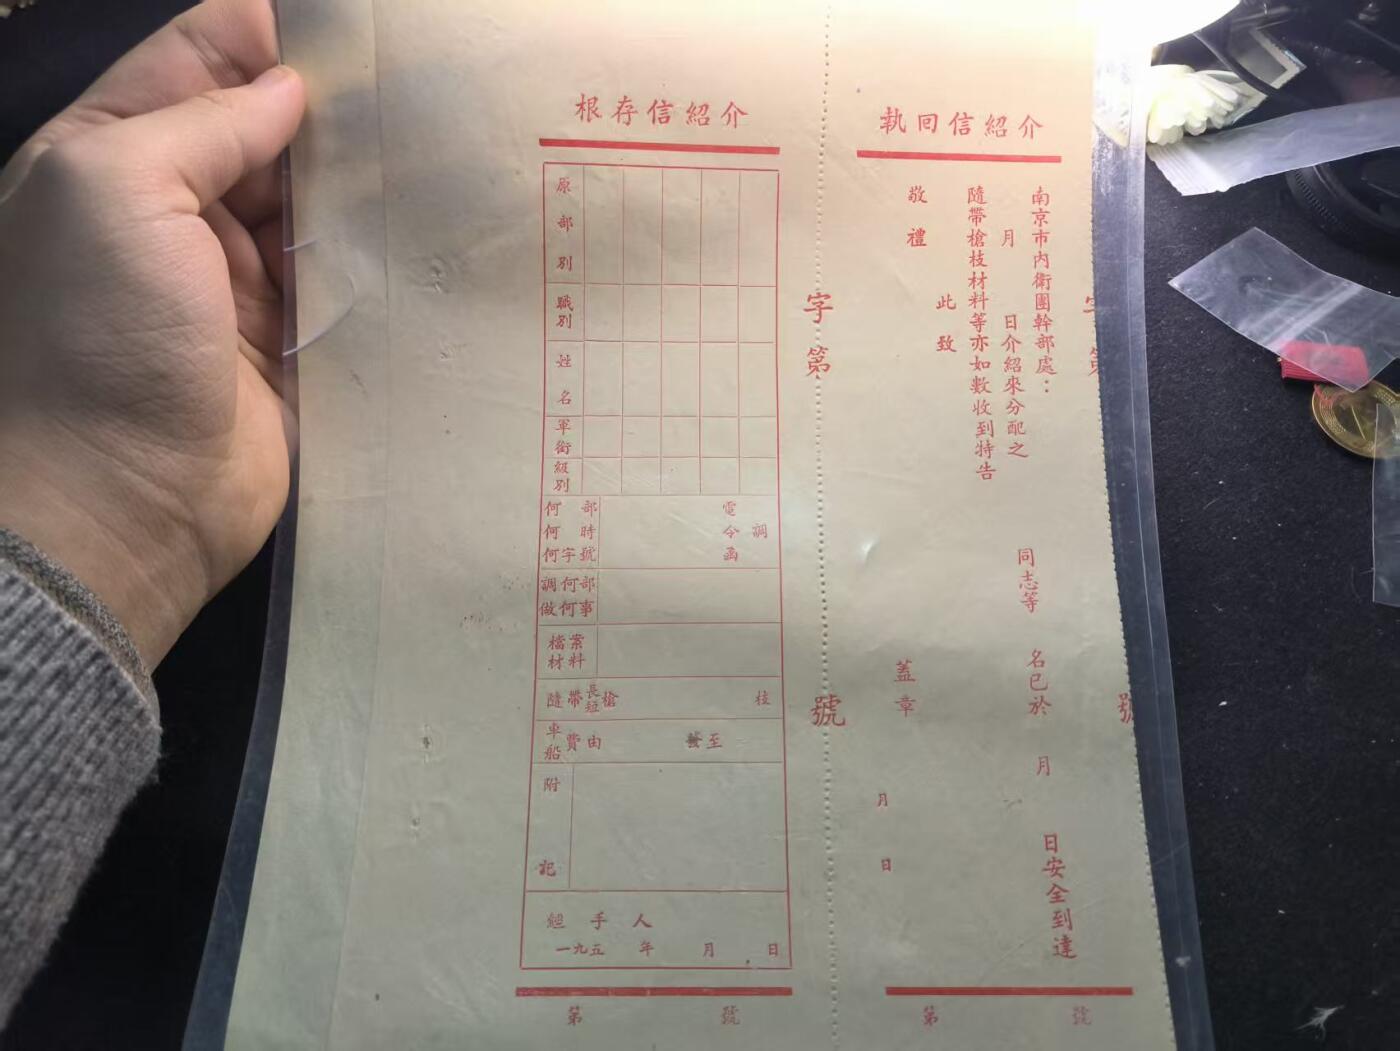 介紹信回執
南京市內衛團幹部處：
月 日介紹來分配之
同志等 名已於 月 日安全到達
隨帶槍枝材料等亦如數收到特告
此致
敬禮
蓋章
月 日
第 號
字第 號
字第 號
介紹信存根
原部別
職別
姓名
軍銜
級別
何部
何時
何字號
電
令 調
函
調何部
做何事
檔案
材料
隨帶長短槍 枝
車船費由 發至
附記
經手人
一九五 年 月 日
第 號